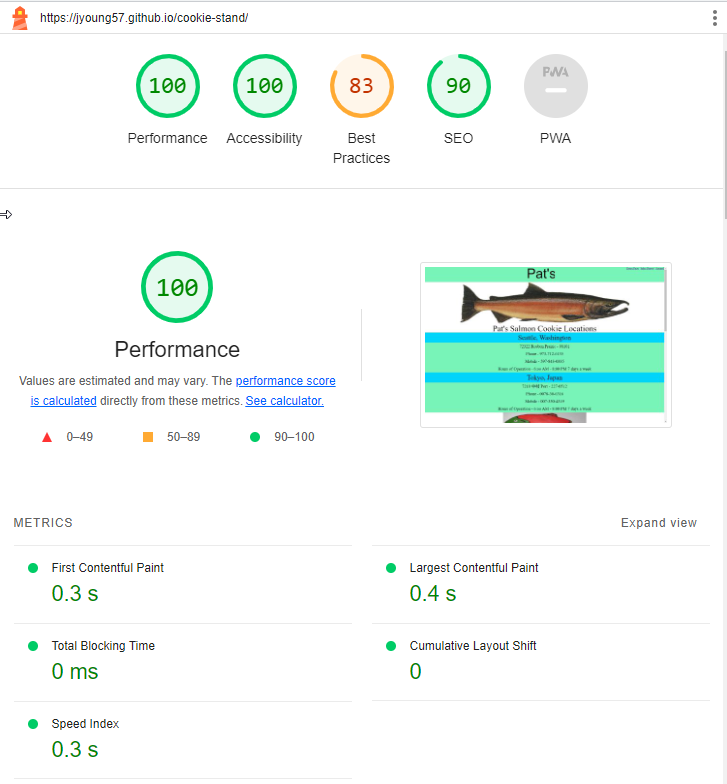 https://jyoung57.github.io/cookie-stand/
100 100 83 90 PWA
Performance Accessibility Best Practices SEO PWA
100
Performance
Values are estimated and may vary. The performance score
is calculated directly from these metrics. See calculator.
0–49 50–89 90–100
Pat's
Pat's Salmon Cookie Locations
Seattle, Washington
Tokyo, Japan
METRICS
Expand view
First Contentful Paint
0.3 s
Largest Contentful Paint
0.4 s
Total Blocking Time
0 ms
Cumulative Layout Shift
0
Speed Index
0.3 s